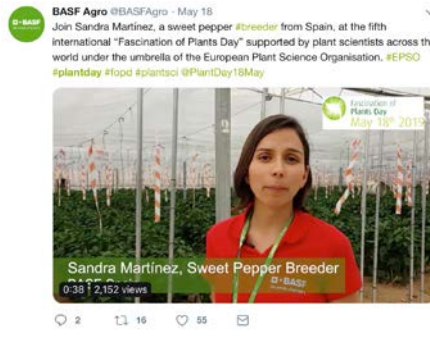 BASF Agro @BASFAgro · May 18
Join Sandra Martínez, a sweet pepper #breeder from Spain, at the fifth
international "Fascination of Plants Day" supported by plant scientists across th
world under the umbrella of the European Plant Science Organisation, #EPSO
#plantday #fopd #plantsci @PlantDay18May
Fascination of
Plants Day
May 18th 2019
Sandra Martínez, Sweet Pepper Breeder
0:38 2,152 views
BASF
2 16 55